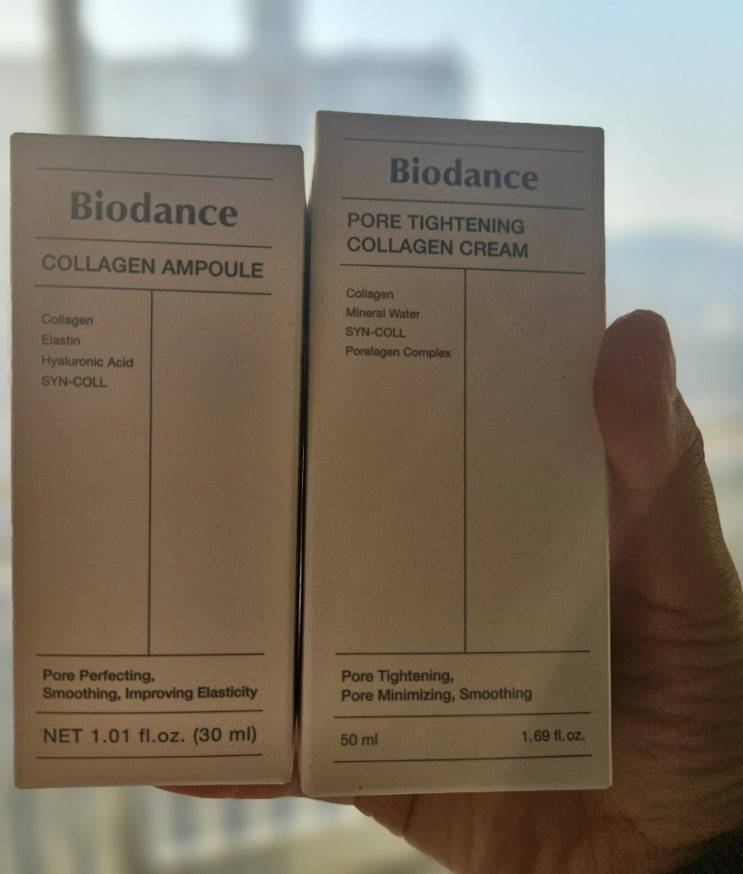 Biodance
COLLAGEN AMPOULE
Collagen
Elastin
Hyaluronic Acid
SYN-COLL
Pore Perfecting,
Smoothing, Improving Elasticity
NET 1.01 fl.oz. (30 ml)
Biodance
PORE TIGHTENING
COLLAGEN CREAM
Collagen
Mineral Water
SYN-COLL
Porelagen Complex
Pore Tightening,
Pore Minimizing, Smoothing
50 ml 1.69 fl.oz.